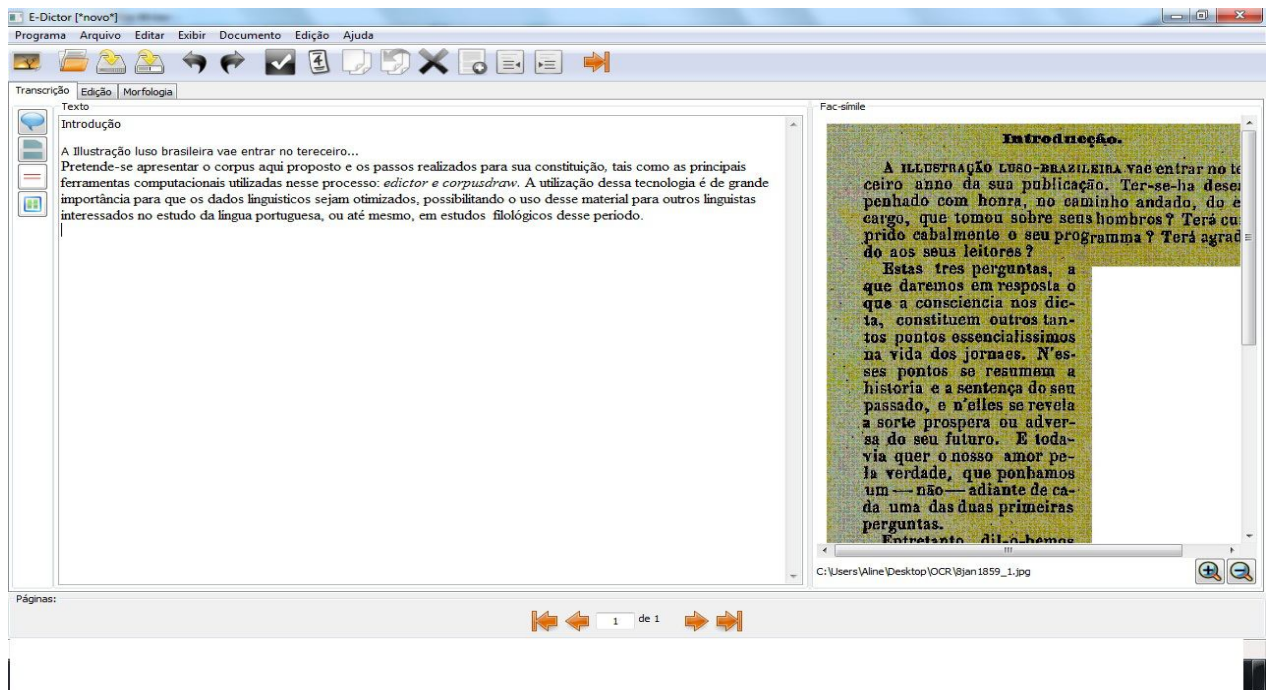 E-Dictor [*novo*]
Programa Arquivo Editar Exibir Documento Edição Ajuda
Transcrição Edição Morfologia
Texto
Introdução
A Illustração luso brasileira vae entrar no tereceiro...
Pretende-se apresentar o corpus aqui proposto e os passos realizados para sua constituição, tais como as principais
ferramentas computacionais utilizadas nesse processo: edictor e corpusdraw. A utilização dessa tecnologia é de grande
importância para que os dados linguisticos sejam otimizados, possibilitando o uso desse material para outros linguistas
interessados no estudo da lingua portuguesa, ou até mesmo, em estudos filológicos desse periodo.
Fac-símile
Introducção.
A ILLUSTRAÇÃO LUSO-BRAZILEIRA vae entrar no te
ceiro anno da sua publicação. Ter-se-ha desem
penhado com honra, no caminho andado, do e
cargo, que tomou sobre seus hombros? Terá cu
prido cabalmente o seu programma? Terá agrad
do aos seus leitores?
Estas tres perguntas, a
que daremos em resposta o
que a consciencia nos dic-
ta, constituem outros tan-
tos pontos essencialissimos
na vida dos jornaes. N'es-
ses pontos se resumem a
historia e a sentença do seu
passado, e n'elles se revela
a sorte prospera ou adver-
sa do seu futuro. E toda-
via quer o nosso amor pe-
la verdade, que ponhamos
um — não — adiante de ca-
da uma das duas primeiras
perguntas.
Entretanto dil-o-hemos
C:\Users\Aline\Desktop\OCR\8jan1859_1.jpg
Páginas:
1 de 1